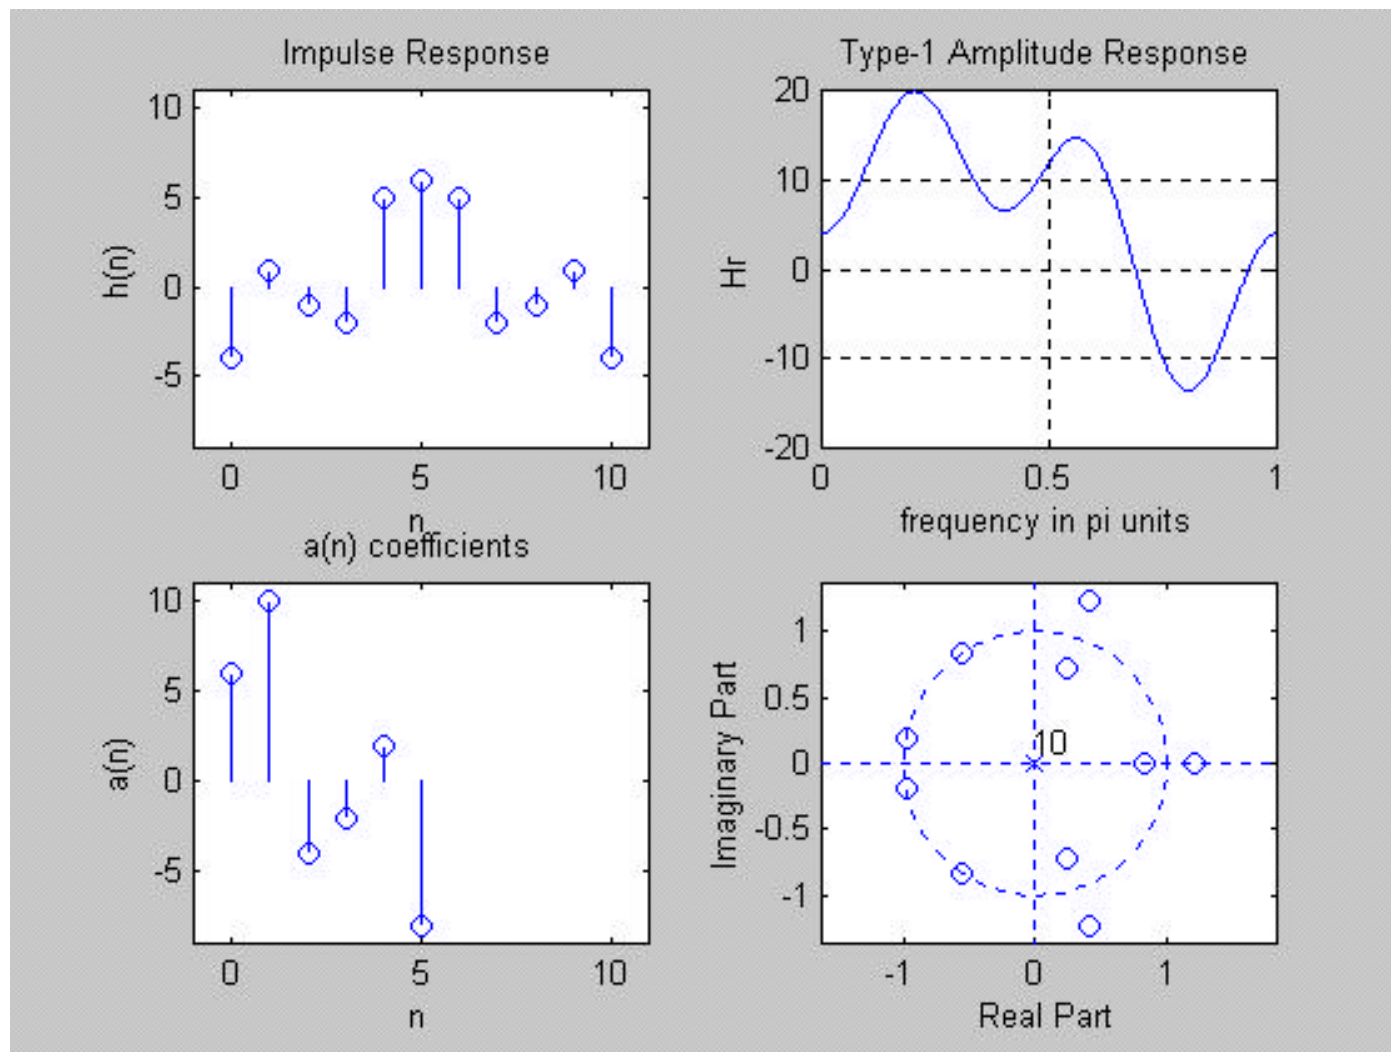 Impulse Response
10
5
0
-5
h(n)
0 5 10
n
Type-1 Amplitude Response
20
10
0
-10
-20
Hr
0 0.5 1
frequency in pi units
a(n) coefficients
10
5
0
-5
a(n)
0 5 10
n
1
0.5
0
-0.5
-1
Imaginary Part
10
-1 0 1
Real Part